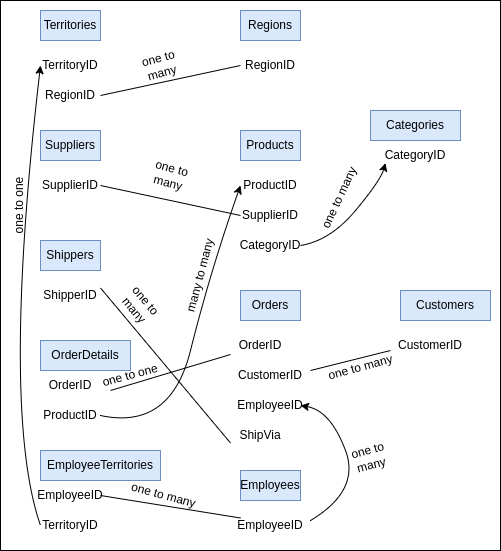 Territories
TerritoryID
RegionID
one to
many
Regions
RegionID
Categories
CategoryID
Suppliers
SupplierID
one to
many
Products
ProductID
SupplierID
CategoryID
one to many
one to one
Shippers
ShipperID
one to
many
many to many
Orders
OrderID
CustomerID
EmployeeID
ShipVia
Customers
CustomerID
one to many
OrderDetails
OrderID
ProductID
one to one
EmployeeTerritories
EmployeeID
TerritoryID
one to many
Employees
EmployeeID
one to
many